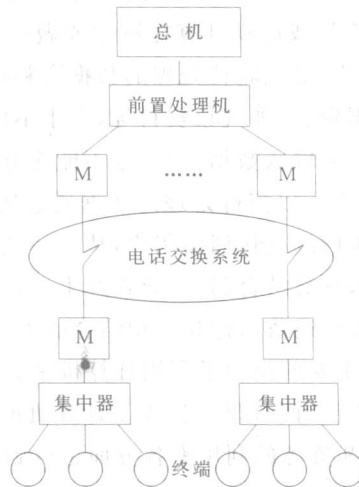 总 机
前置处理机
M …… M
电话交换系统
M M
集中器 集中器
终端